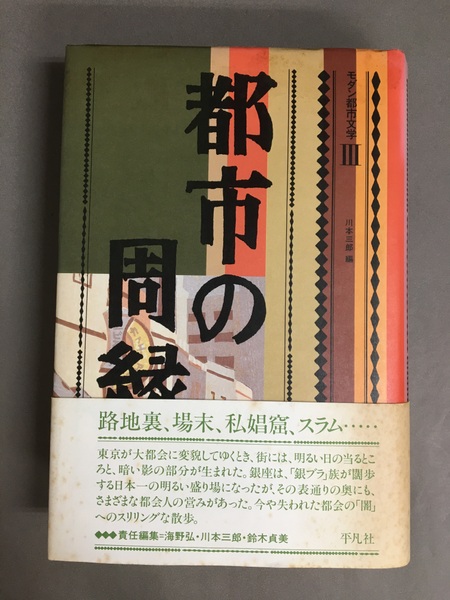 都市の
周縁
モダン都市文学 III
川本三郎 編
路地裏、場末、私娼窟、スラム……
東京が大都会に変貌してゆくとき、街には、明るい日の当るとこ
ろと、暗い影の部分が生まれた。銀座は、「銀ブラ」族が闊歩
する日本一の明るい盛り場になったが、その表通りの奥にも、
さまざまな都会人の営みがあった。今や失われた都会の「闇」
へのスリリングな散歩。
◆◆◆責任編集=海野弘・川本三郎・鈴木貞美
平凡社